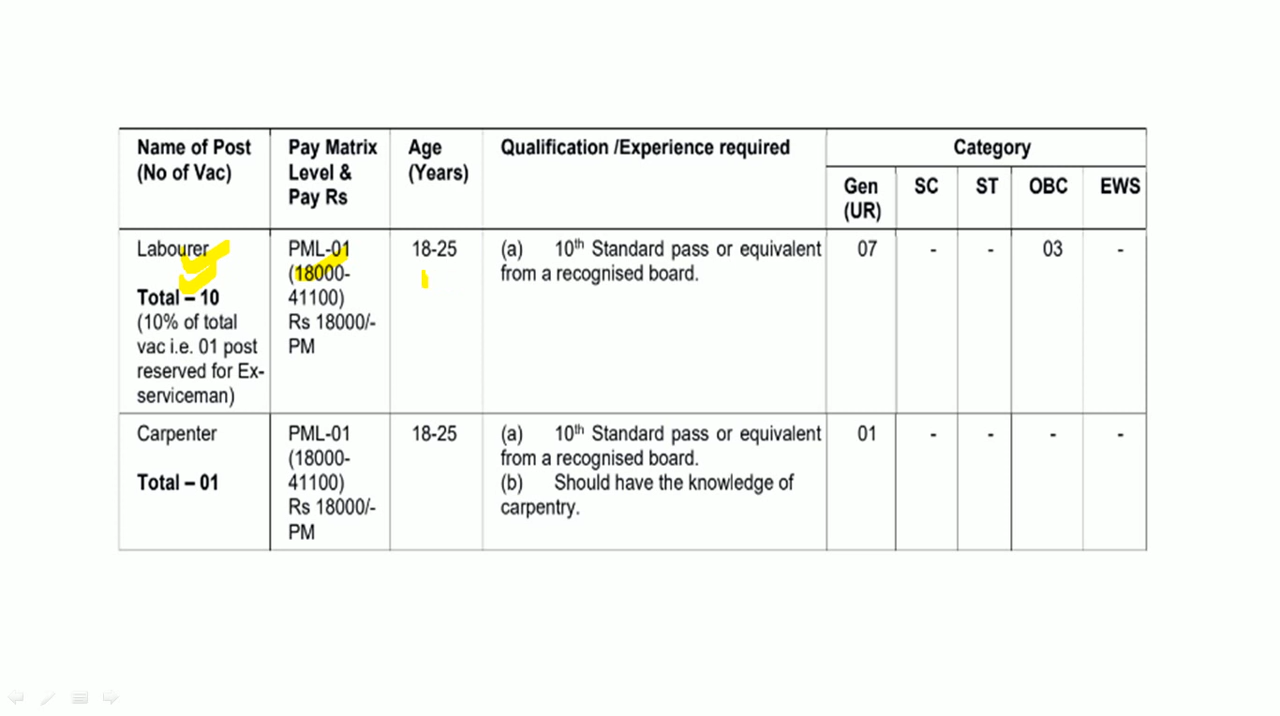 Name of Post
(No of Vac)
Pay Matrix
Level &
Pay Rs
Age
(Years)
Qualification /Experience required
Category
Gen
(UR)
SC
ST
OBC
EWS
Labourer
Total – 10
(10% of total
vac i.e. 01 post
reserved for Ex-
serviceman)
PML-01
(18000-
41100)
Rs 18000/-
PM
18-25
(a) 10th Standard pass or equivalent
from a recognised board.
07
-
-
03
-
Carpenter
Total – 01
PML-01
(18000-
41100)
Rs 18000/-
PM
18-25
(a) 10th Standard pass or equivalent
from a recognised board.
(b) Should have the knowledge of
carpentry.
01
-
-
-
-